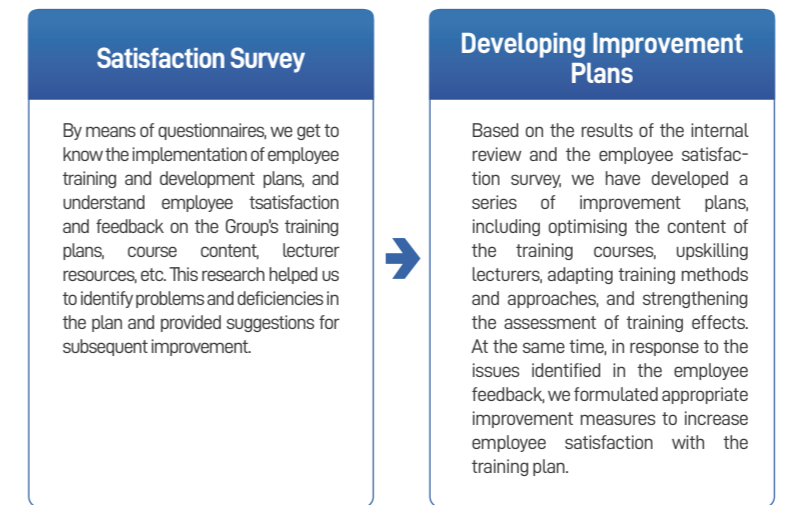 Satisfaction Survey
By means of questionnaires, we get to
know the implementation of employee
training and development plans, and
understand employee tsatisfaction
and feedback on the Group's training
plans, course content, lecturer
resources, etc. This research helped us
to identify problems and deficiencies in
the plan and provided suggestions for
subsequent improvement.
Developing Improvement
Plans
Based on the results of the internal
review and the employee satisfac-
tion survey, we have developed a
series of improvement plans,
including optimising the content of
the training courses, upskilling
lecturers, adapting training methods
and approaches, and strengthening
the assessment of training effects.
At the same time, in response to the
issues identified in the employee
feedback, we formulated appropriate
improvement measures to increase
employee satisfaction with the
training plan.